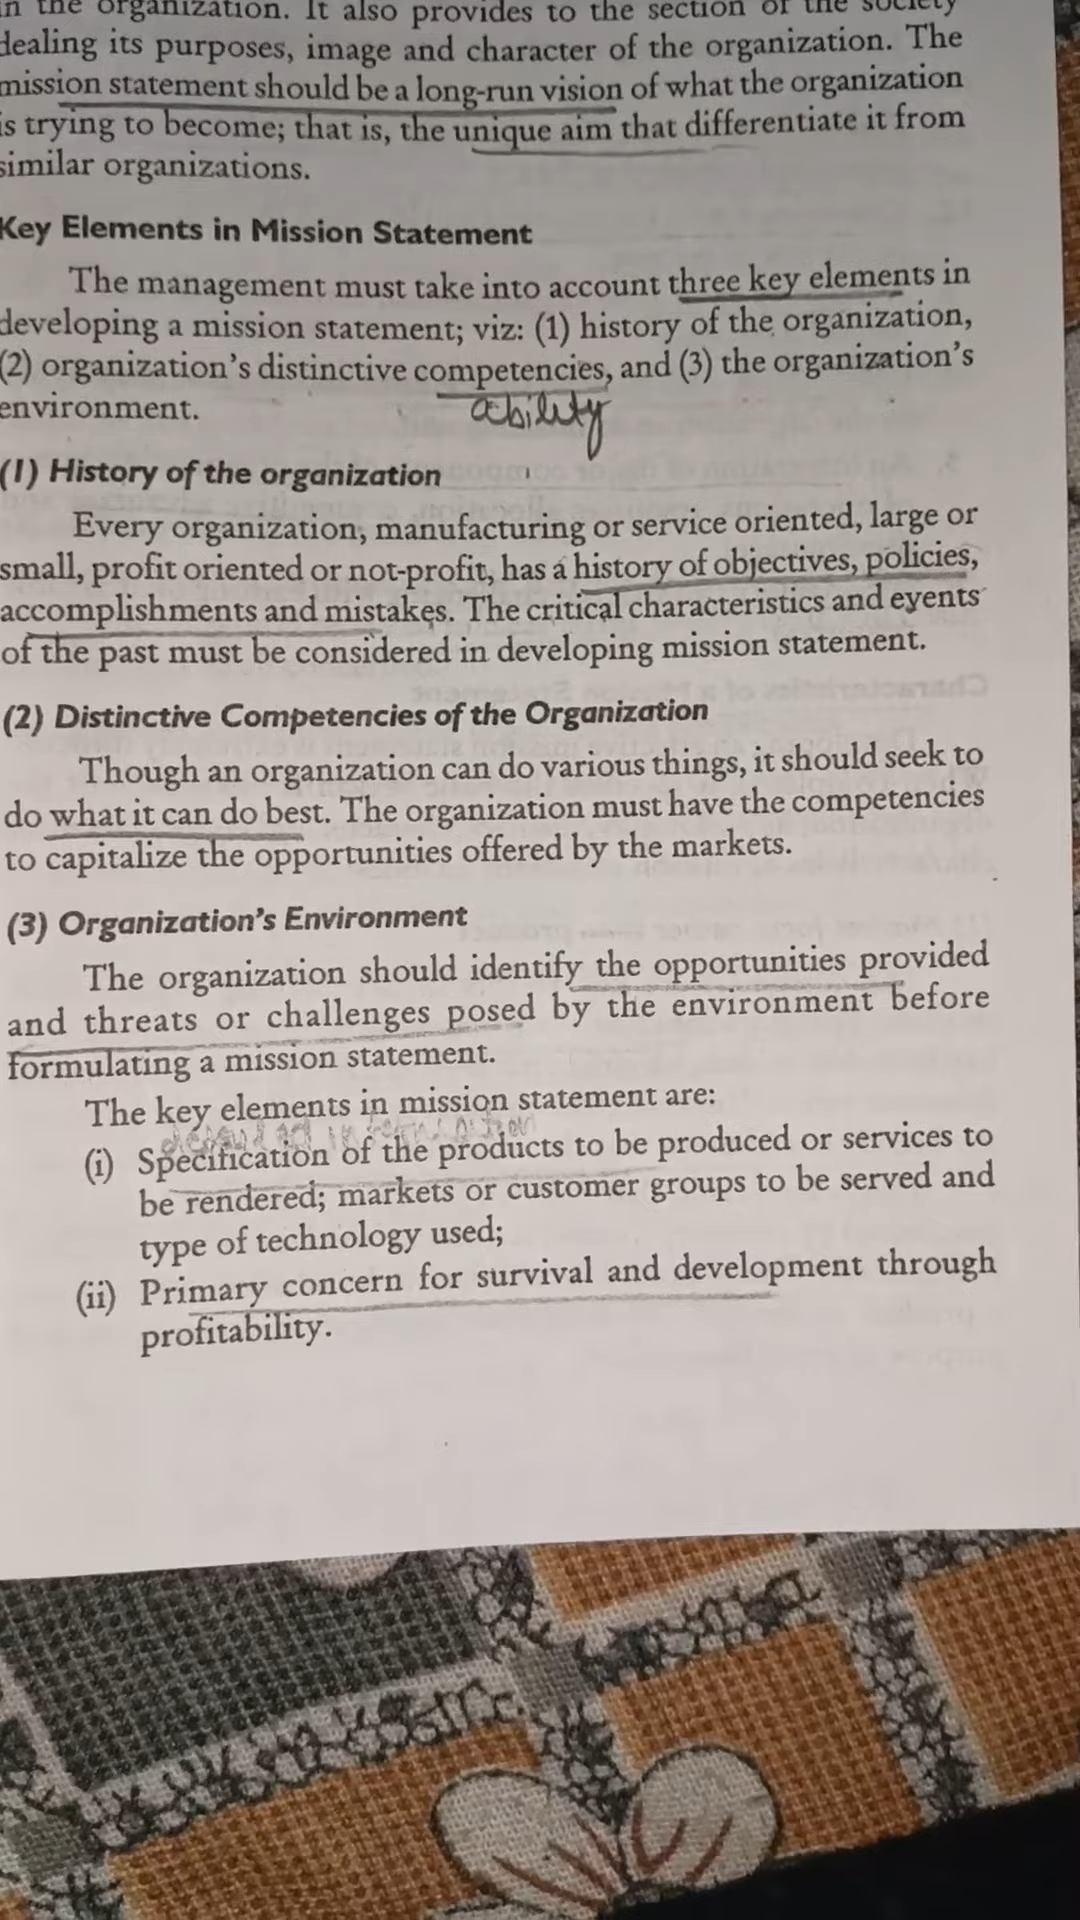 in the organization. It also provides to the section of the society
dealing its purposes, image and character of the organization. The
mission statement should be a long-run vision of what the organization
is trying to become; that is, the unique aim that differentiate it from
similar organizations.
Key Elements in Mission Statement
The management must take into account three key elements in
developing a mission statement; viz: (1) history of the organization,
(2) organization's distinctive competencies, and (3) the organization's
environment.
ability
(1) History of the organization
Every organization, manufacturing or service oriented, large or
small, profit oriented or not-profit, has a history of objectives, policies,
accomplishments and mistakes. The critical characteristics and events
of the past must be considered in developing mission statement.
(2) Distinctive Competencies of the Organization
Though an organization can do various things, it should seek to
do what it can do best. The organization must have the competencies
to capitalize the opportunities offered by the markets.
(3) Organization's Environment
The organization should identify the opportunities provided
and threats or challenges posed by the environment before
formulating a mission statement.
The key elements in mission statement are:
(i) Specification of the products to be produced or services to
be rendered; markets or customer groups to be served and
type of technology used;
(ii) Primary concern for survival and development through
profitability.